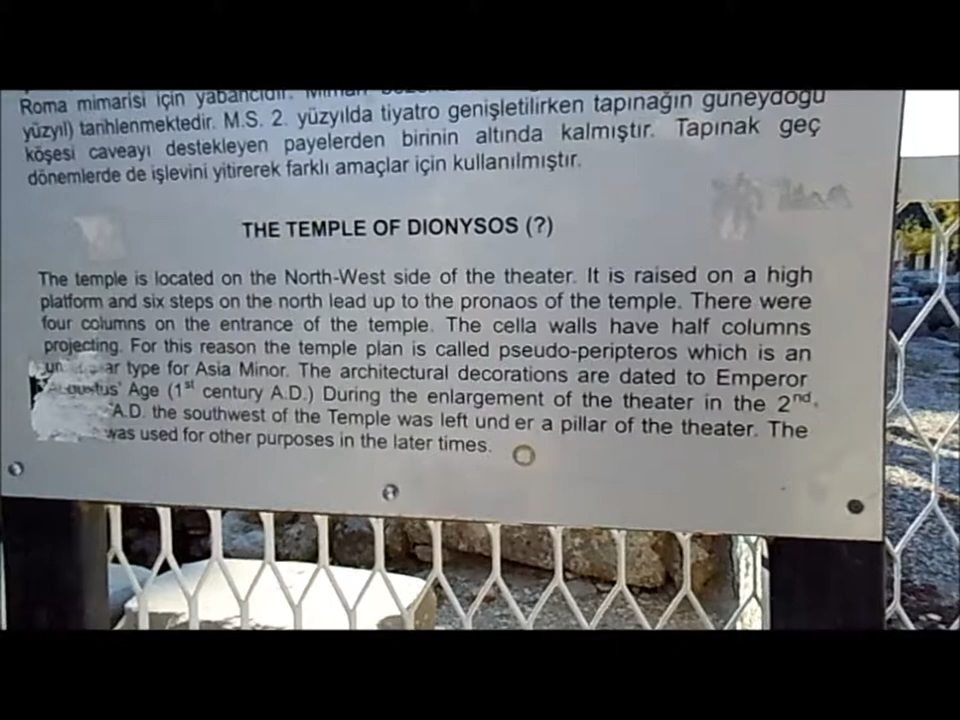 Roma mimarisi için yabancıdır. Mimari
yüzyıl) tarihlenmektedir. M.S. 2. yüzyılda tiyatro genişletilirken tapınağın güneydoğu
köşesi caveayı destekleyen payelerden birinin altında kalmıştır. Tapınak geç
dönemlerde de işlevini yitirerek farklı amaçlar için kullanılmıştır.
THE TEMPLE OF DIONYSOS (?)
The temple is located on the North-West side of the theater. It is raised on a high
platform and six steps on the north lead up to the pronaos of the temple. There were
four columns on the entrance of the temple. The cella walls have half columns
projecting. For this reason the temple plan is called pseudo-peripteros which is an
type for Asia Minor. The architectural decorations are dated to Emperor
Age (1st century A.D.) During the enlargement of the theater in the 2nd.
A.D. the southwest of the Temple was left und er a pillar of the theater. The
was used for other purposes in the later times.